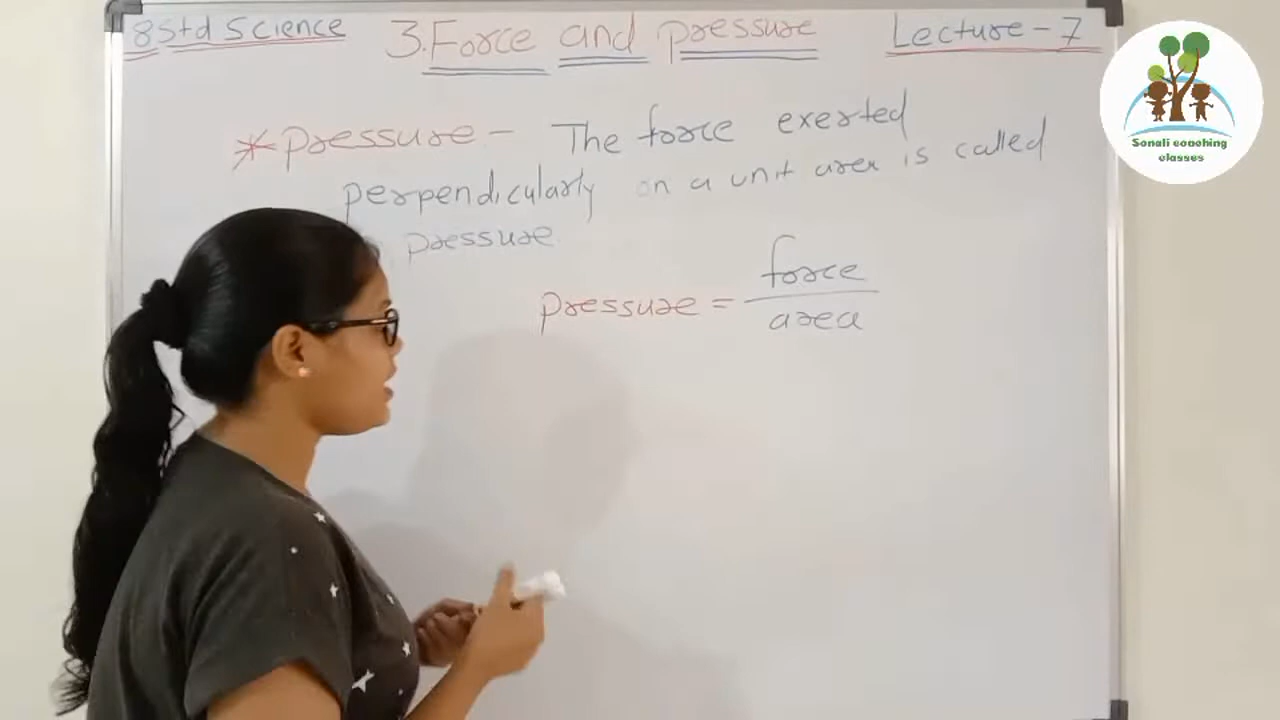 8Std Science 3.Force and pressure Lecture-7
Sonali coaching
classes
* pressure - The force exerted
perpendicularly on a unit area is called
pressure
pressure = force
area